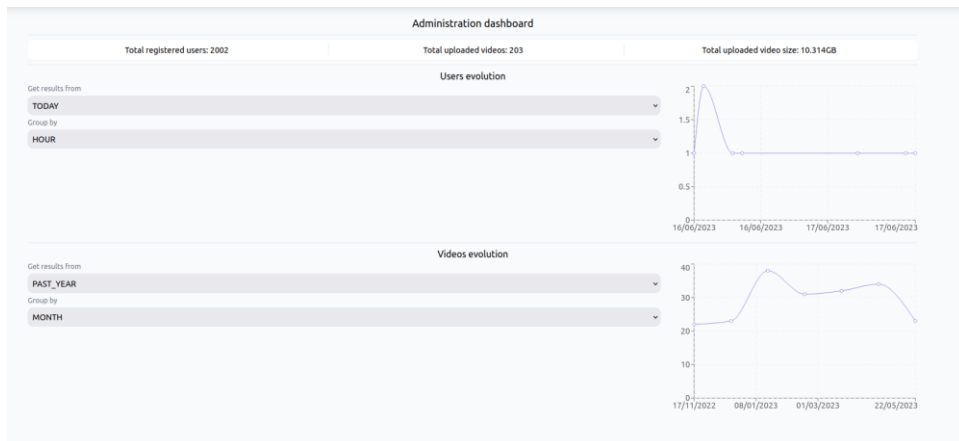 Administration dashboard
Total registered users: 2002 Total uploaded videos: 203 Total uploaded video size: 10.314GB
Users evolution
Get results from
TODAY
Group by
HOUR
2
1.5
1
0.5
0
16/06/2023 16/06/2023 17/06/2023 17/06/2023
Videos evolution
Get results from
PAST_YEAR
Group by
MONTH
40
30
20
10
0
17/11/2022 08/01/2023 01/03/2023 22/05/2023